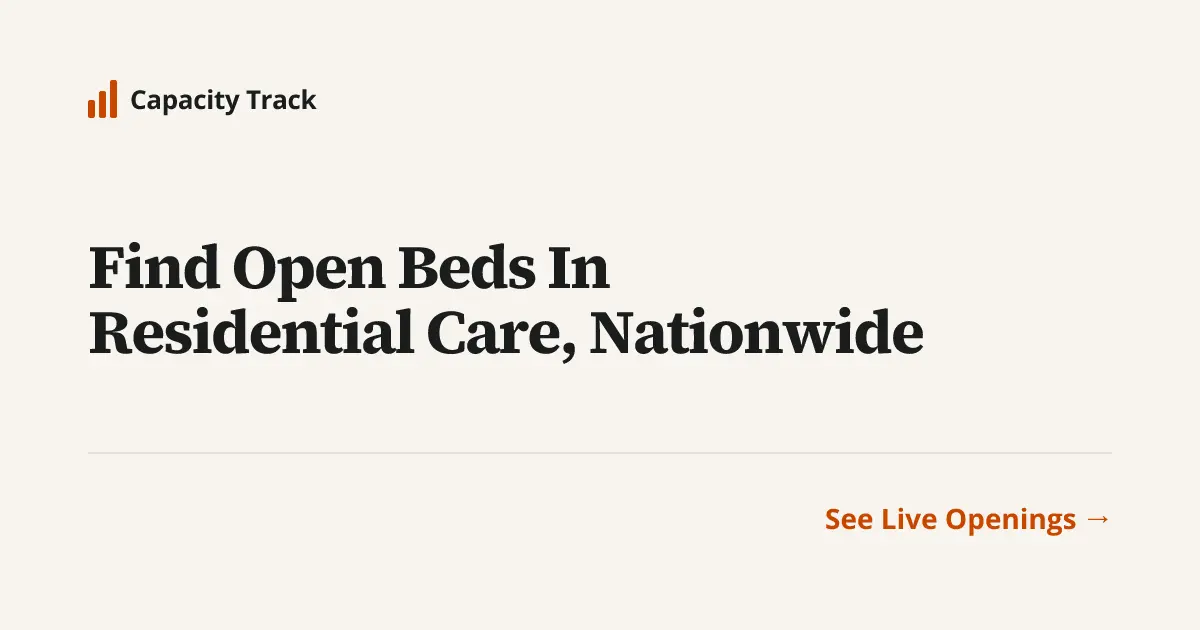 Capacity Track
Find Open Beds In
Residential Care, Nationwide
See Live Openings →